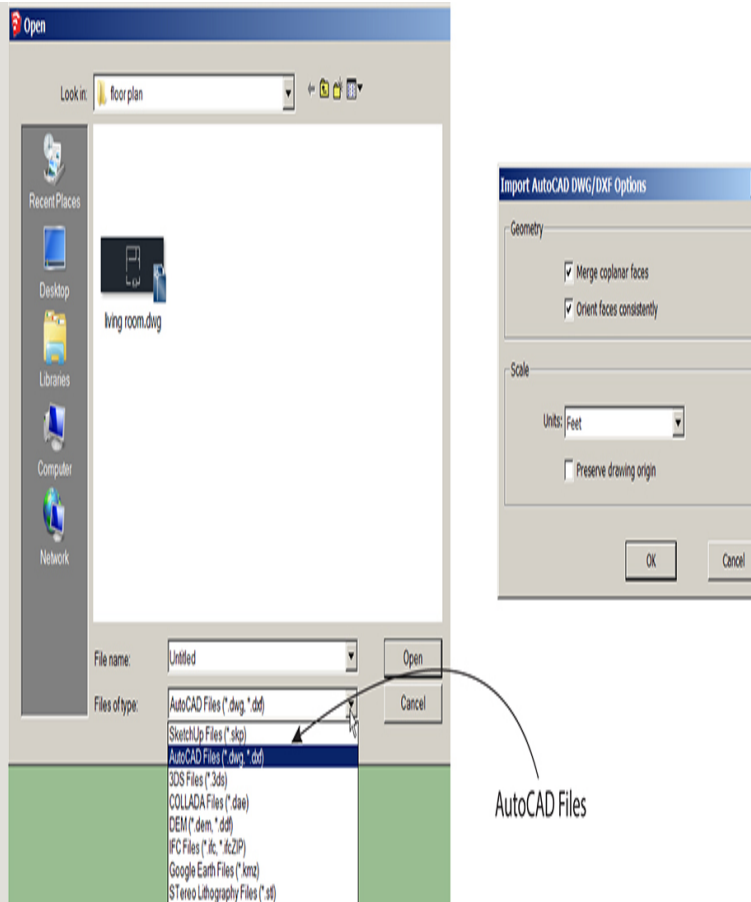 Open
Look in:
floor plan
Recent Places
Desktop
Libraries
Computer
Network
living room.dwg
File name:
Untitled
Open
Files of type:
AutoCAD Files (*.dwg, *.dxf)
Cancel
SketchUp Files (*.skp)
AutoCAD Files (*.dwg, *.dxf)
3DS Files (*.3ds)
COLLADA Files (*.dae)
DEM (*.dem, *.ddf)
IFC Files (*.ifc, *.ifcZIP)
Google Earth Files (*.kmz)
STereo Lithography Files (*.stl)
Import AutoCAD DWG/DXF Options
Geometry
Merge coplanar faces
Orient faces consistently
Scale
Units: Feet
Preserve drawing origin
OK
Cancel
AutoCAD Files